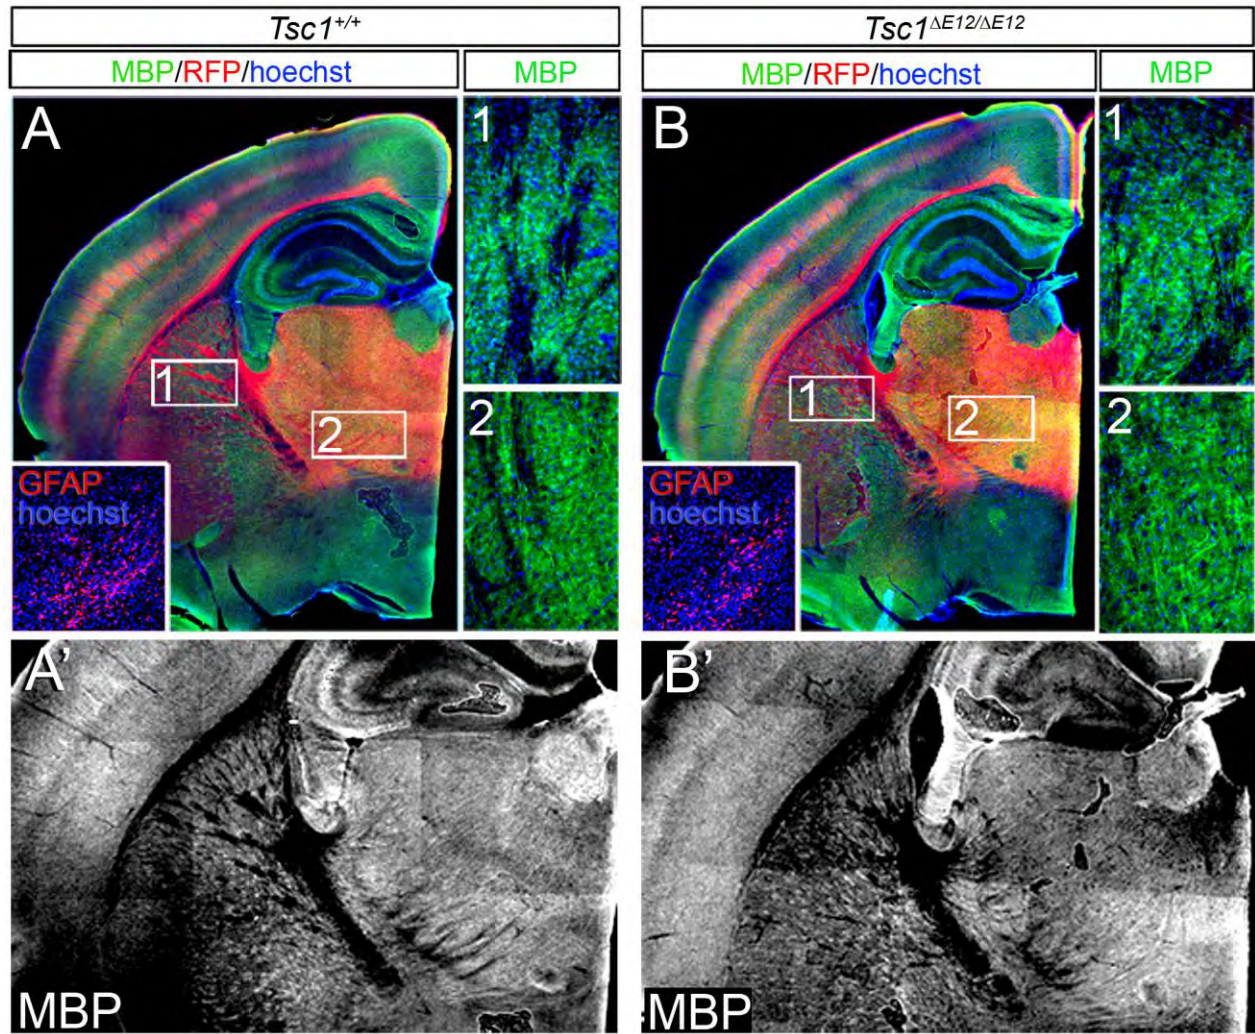 Tsc1+/+
MBP/RFP/hoechst
MBP
A
1
2
1
2
GFAP
hoechst
A'
MBP
Tsc1ΔE12/ΔE12
MBP/RFP/hoechst
MBP
B
1
2
1
2
GFAP
hoechst
B'
MBP